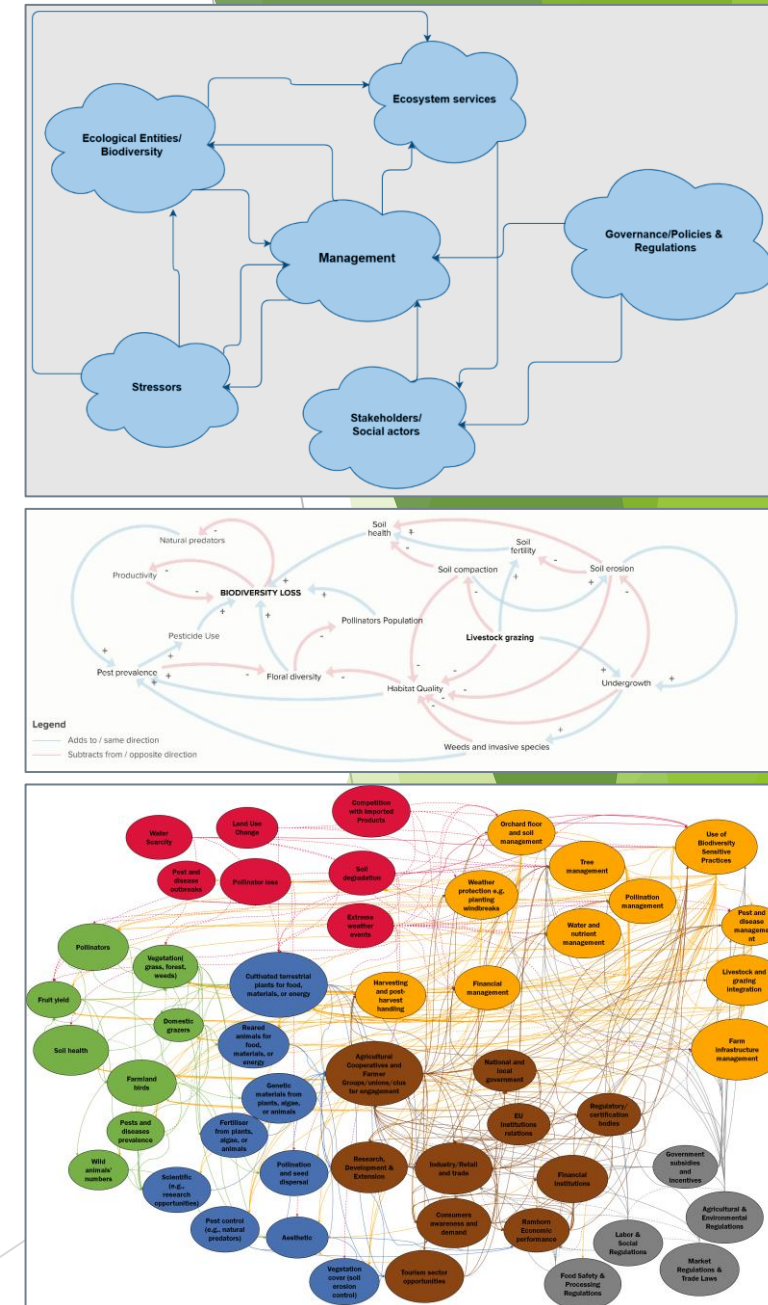 Ecosystem services
Ecological Entities/
Biodiversity
Governance/Policies &
Regulations
Management
Stressors
Stakeholders/
Social actors
Soil
health
+
-
Natural predators
-
Soil
fertility
-
-
Productivity
-
Soil compaction
+
Soil erosion
+
-
-
BIODIVERSITY LOSS
+
+
+
+
Pollinators Population
Pesticide Use
Livestock grazing
-
+
+
Pest prevalence
+
+
-
Floral diversity
-
Habitat Quality
-
-
-
-
+
Undergrowth
+
+
Weeds and invasive species
Legend
Adds to / same direction
Subtracts from / opposite direction
Competition
with Imported
Products
Land Use
Change
Water
Scarcity
Orchard floor
and soil
management
Use of
Biodiversity
Sensitive
Practices
Tree
management
Pest and
disease
outbreaks
Pollinator loss
Soil
degradation
Weather
protection e.g.
planting
windbreaks
Pollination
management
Extreme
weather
events
Water and
nutrient
management
Pest and
disease
manageme
nt
Pollinators
Vegetation(
grass, forest,
weeds)
Cultivated terrestrial
plants for food,
materials, or energy
Harvesting
and post-
harvest
handling
Financial
management
Livestock and
grazing
integration
Fruit yield
Domestic
grazers
Reared
animals for
food,
materials, or
energy
Soil health
Farm
infrastructure
management
Agricultural
Cooperatives and
Farmer
Groups/unions/clus
ter engagement
National and
local
government
Farmland
birds
Genetic
materials from
plants, algae,
or animals
EU
institutions
relations
Regulatory/
certification
bodies
Pests and
diseases
prevalence
Fertiliser
from plants,
algae, or
animals
Research,
Development &
Extension
Industry/Retail
and trade
Government
subsidies
and
incentives
Wild
animals'
numbers
Scientific
(e.g.,
research
opportunities)
Pollination
and seed
dispersal
Financial
institutions
Agricultural &
Environmental
Regulations
Pest control
(e.g., natural
predators)
Aesthetic
Consumers
awareness and
demand
Ramborn
Economic
performance
Labor &
Social
Regulations
Vegetation
cover (soil
erosion
control)
Tourism sector
opportunities
Food Safety &
Processing
Regulations
Market
Regulations &
Trade Laws